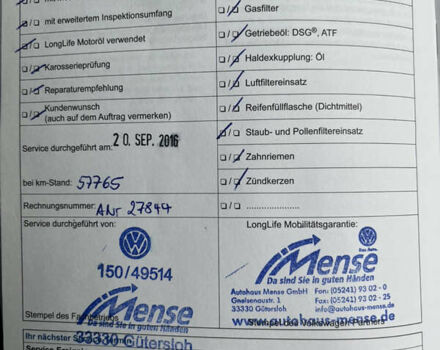 mit erweitertem Inspektionsumfang
LongLife Motoröl verwendet
Karosserieprüfung
Reparaturempfehlung
Kundenwunsch
(auch auf dem Auftrag vermerken)
Service durchgeführt am: 20. SEP. 2016
bei km-Stand: 57765
Rechnungsnummer: ANr 27844
Service durchgeführt von:
150/49514
Mense
Da sind Sie in guten Händen
Stempel des Fachbetriebs
33330 Gütersloh
Ihr nächster
Gasfilter
Getriebeöl: DSG®, ATF
Haldexkupplung: Öl
Luftfiltereinsatz
Reifenfüllflasche (Dichtmittel)
Staub- und Pollenfiltereinsatz
Zahnriemen
Zündkerzen
.....................
LongLife Mobilitätsgarantie:
Das Auto.
Mense
Da sind Sie in guten Händen
Autohaus Mense GmbH Fon (05241) 93 02 - 0
Gneisenaustr. 1 Fax (05241) 93 02 - 25
33330 Gütersloh info@autohaus-mense.de
www.autohaus-mense.de
Stempel des Volkswagen Partners